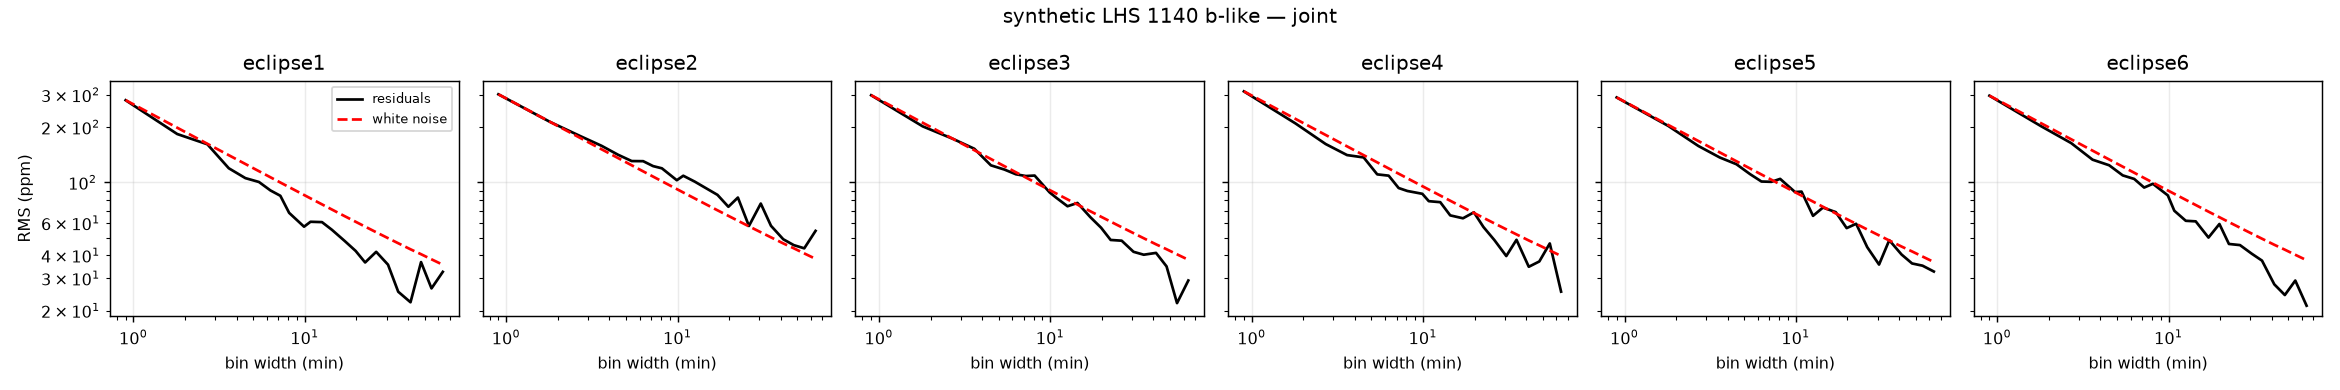 synthetic LHS 1140 b-like — joint
eclipse1
eclipse2
eclipse3
eclipse4
eclipse5
eclipse6
residuals
white noise
RMS (ppm)
3 × 10²
2 × 10²
10²
6 × 10¹
4 × 10¹
3 × 10¹
2 × 10¹
10⁰ 10¹
10⁰ 10¹
10⁰ 10¹
10⁰ 10¹
10⁰ 10¹
10⁰ 10¹
bin width (min)
bin width (min)
bin width (min)
bin width (min)
bin width (min)
bin width (min)